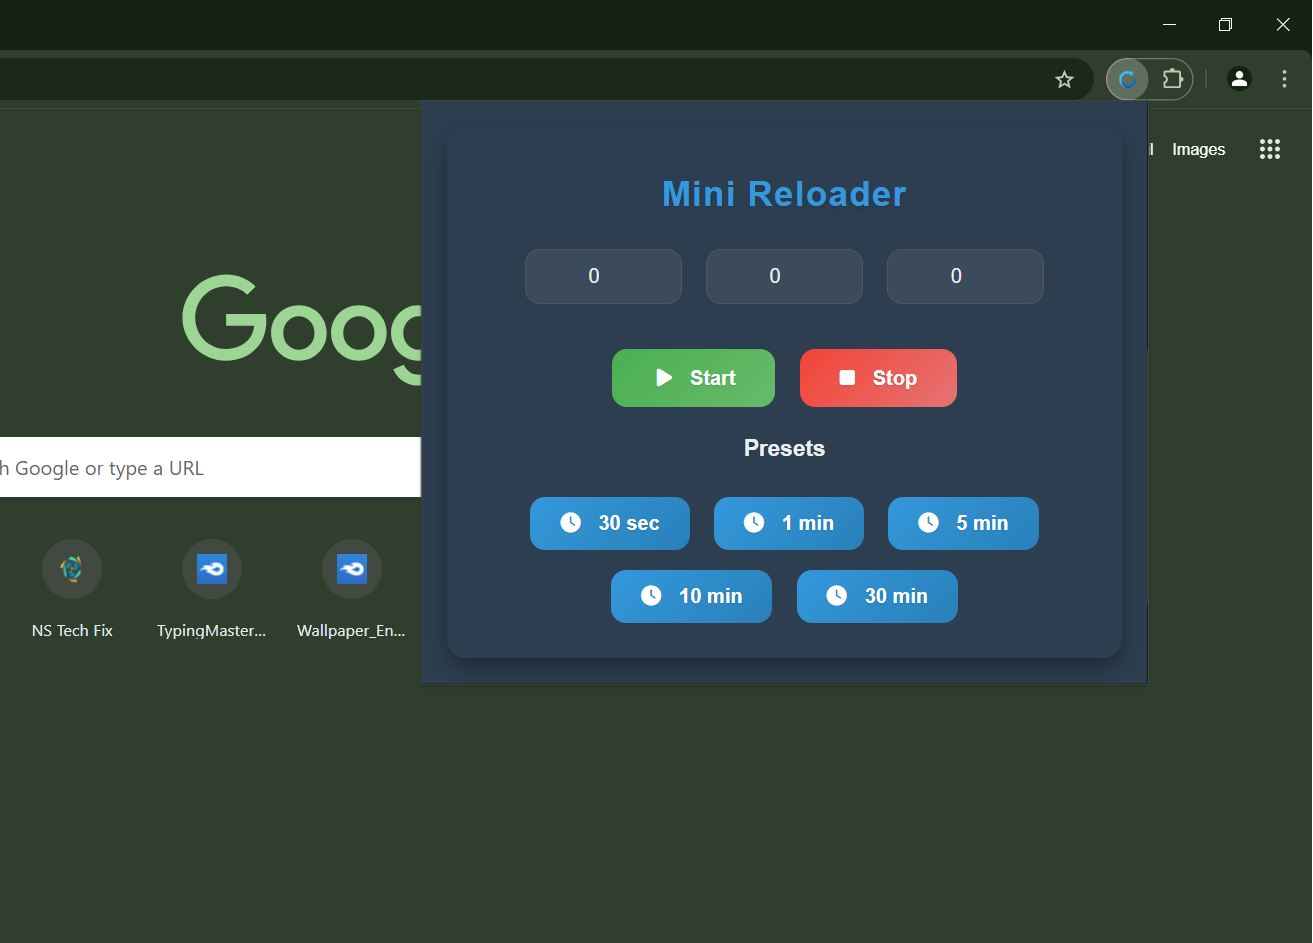 Images
Mini Reloader
0 0 0
Goog
Start Stop
Presets
Google or type a URL
30 sec 1 min 5 min
10 min 30 min
NS Tech Fix TypingMaster... Wallpaper_En...